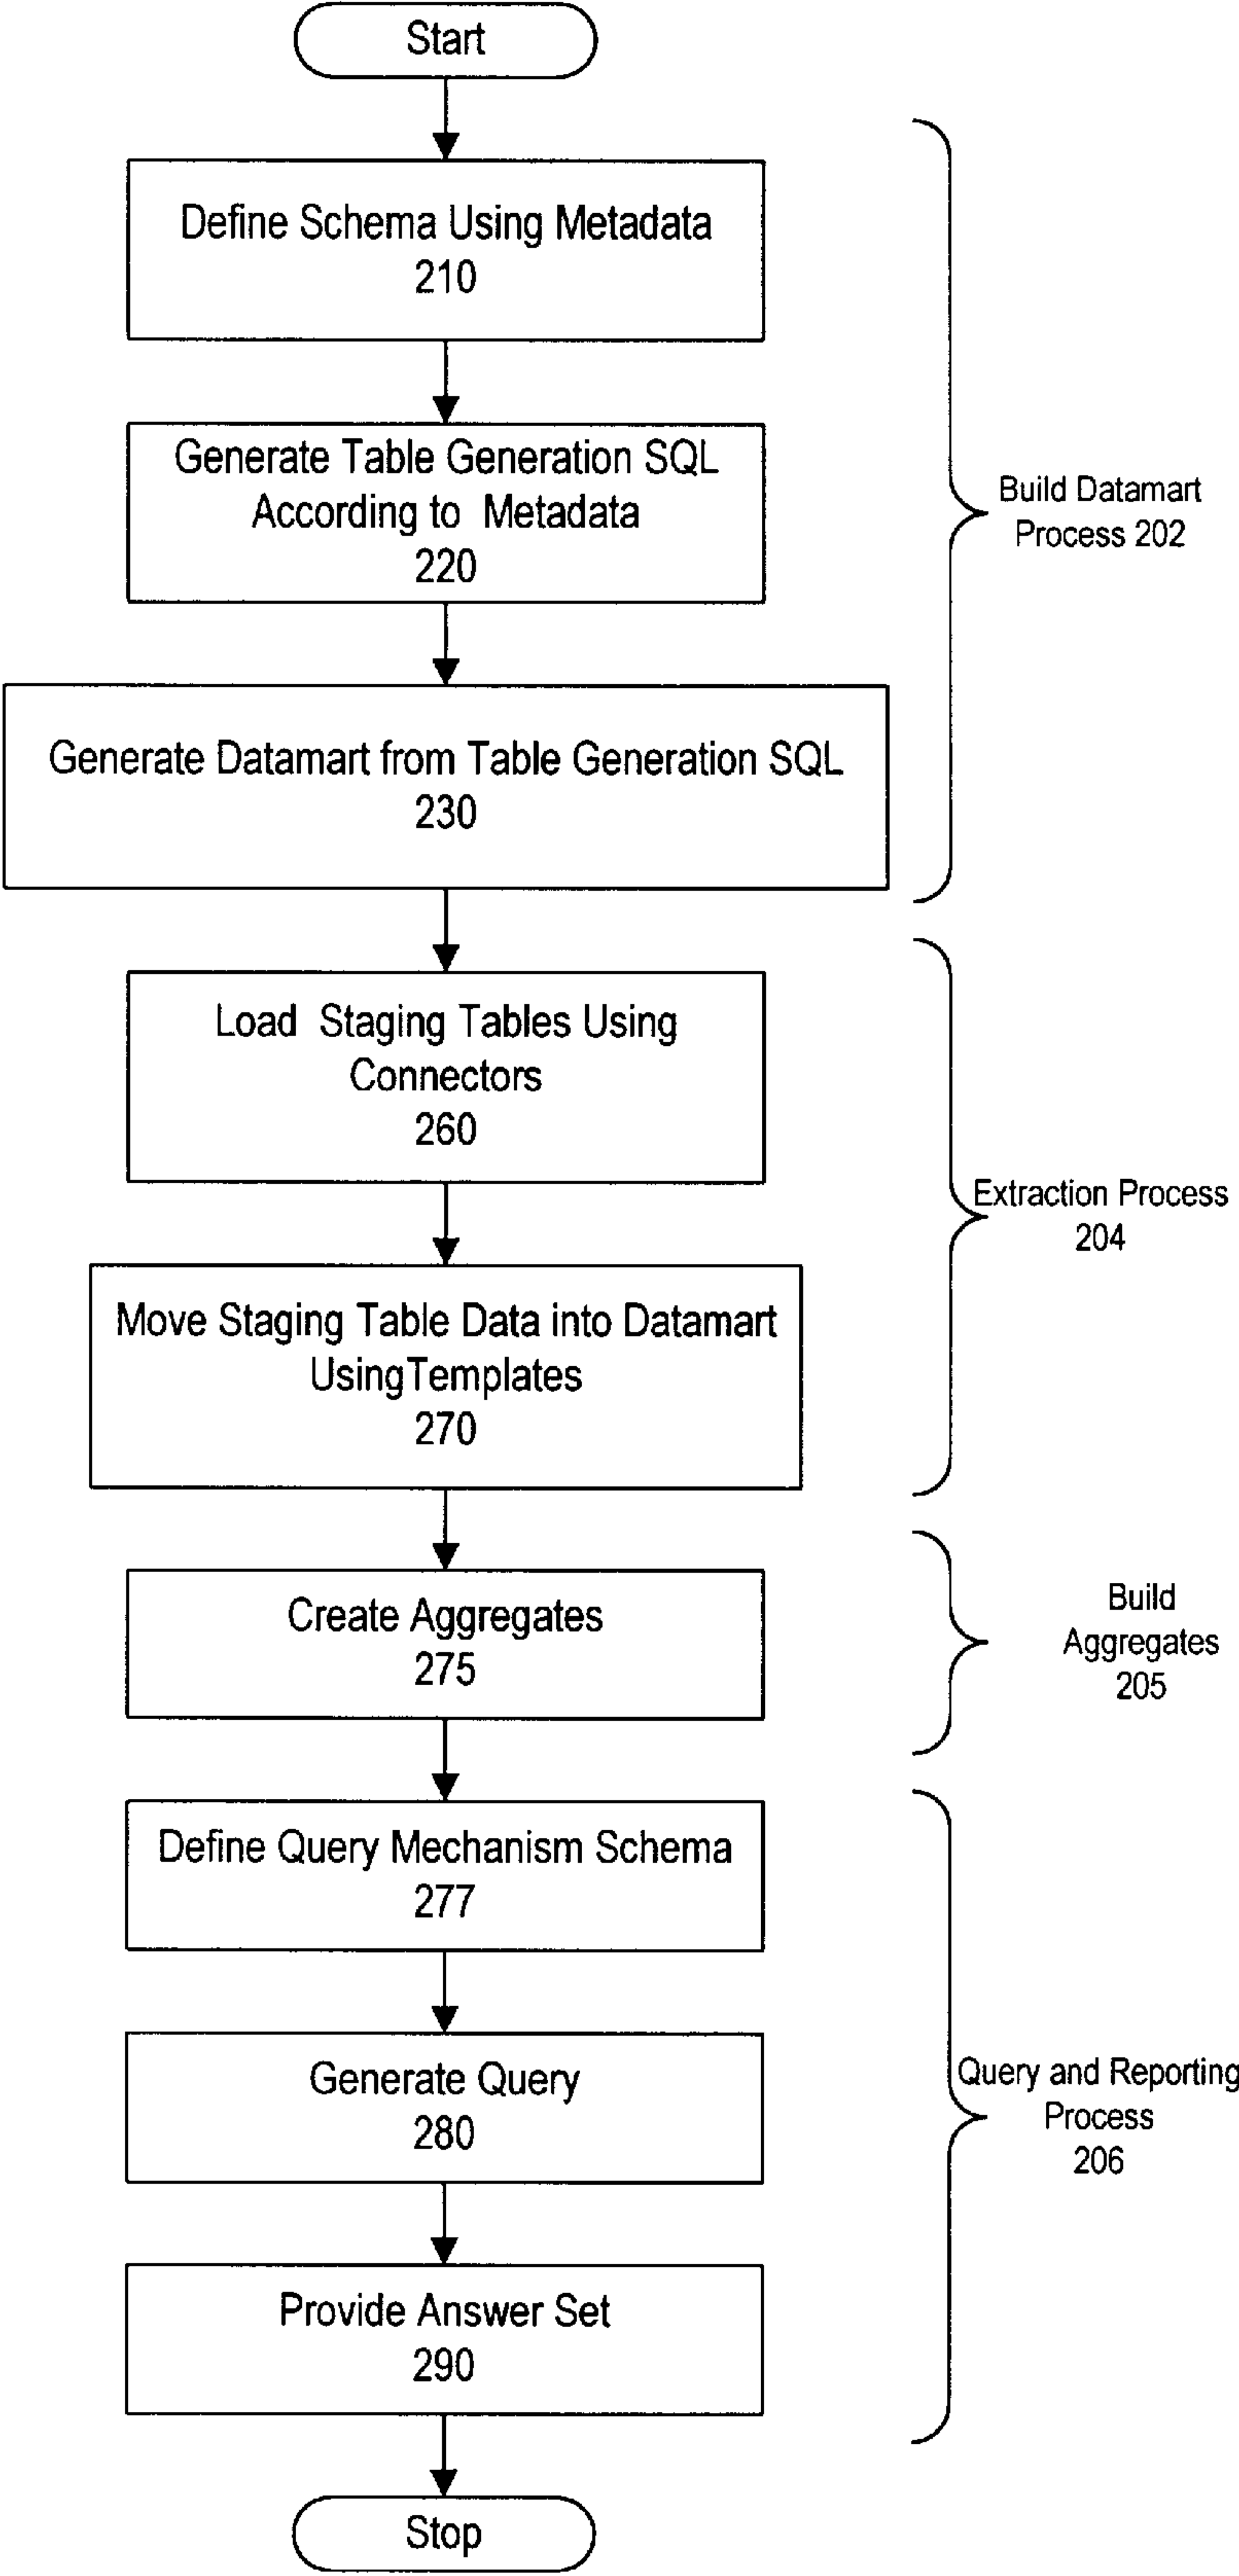 Start
Define Schema Using Metadata
210
Generate Table Generation SQL
According to Metadata
220
Build Datamart
Process 202
Generate Datamart from Table Generation SQL
230
Load Staging Tables Using
Connectors
260
Extraction Process
204
Move Staging Table Data into Datamart
UsingTemplates
270
Create Aggregates
275
Build
Aggregates
205
Define Query Mechanism Schema
277
Generate Query
280
Query and Reporting
Process
206
Provide Answer Set
290
Stop